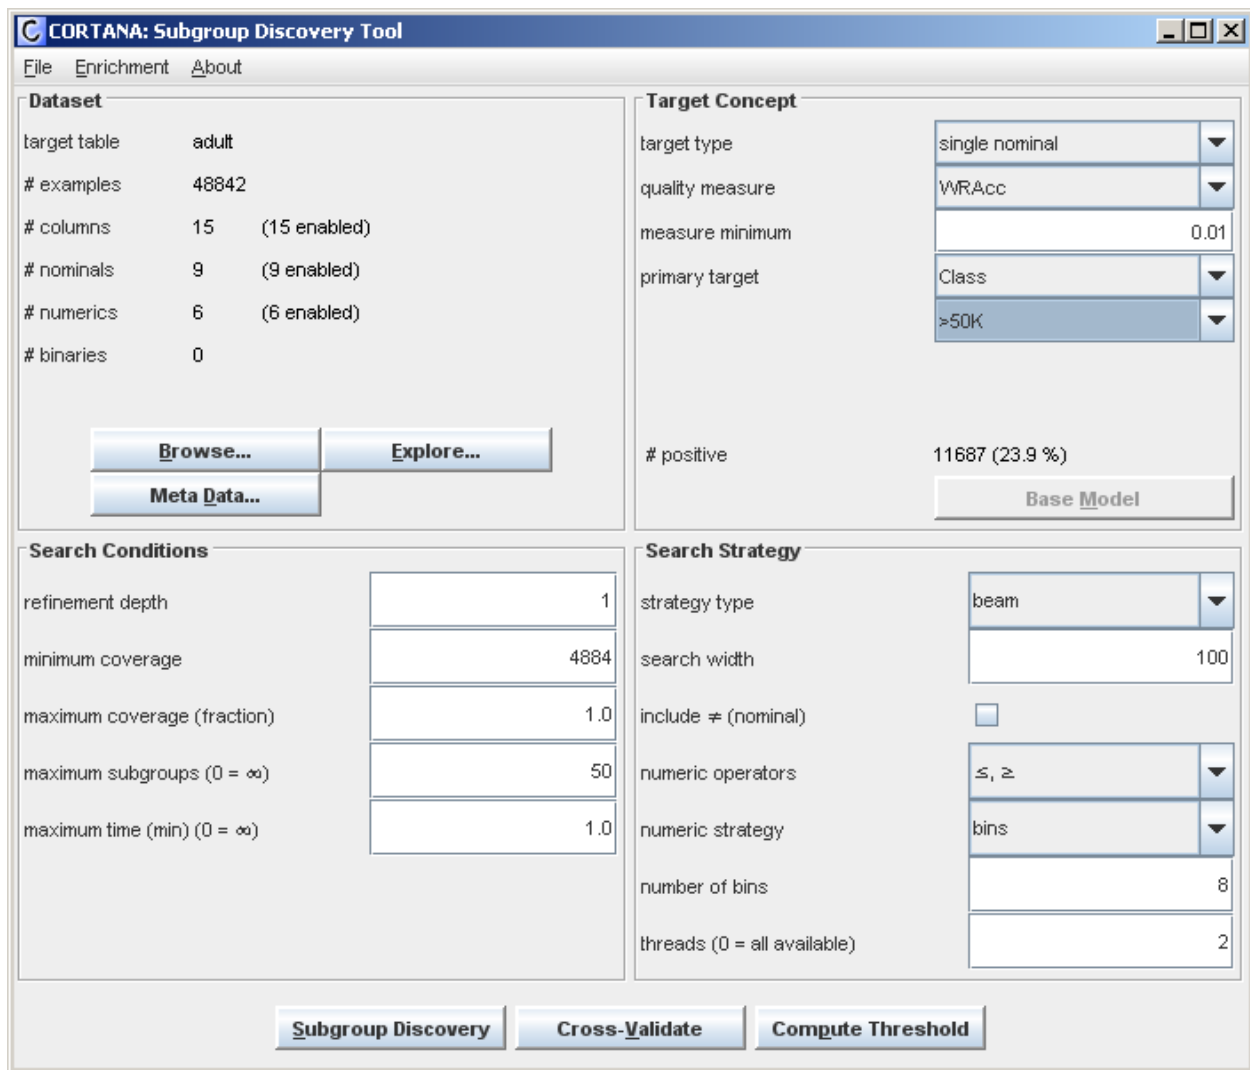 CORTANA: Subgroup Discovery Tool
File Enrichment About
Dataset
target table adult
# examples 48842
# columns 15 (15 enabled)
# nominals 9 (9 enabled)
# numerics 6 (6 enabled)
# binaries 0
Browse... Explore...
Meta Data...
Target Concept
target type single nominal
quality measure WRAcc
measure minimum 0.01
primary target Class
>50K
# positive 11687 (23.9 %)
Base Model
Search Conditions
refinement depth 1
minimum coverage 4884
maximum coverage (fraction) 1.0
maximum subgroups (0 = ∞) 50
maximum time (min) (0 = ∞) 1.0
Search Strategy
strategy type beam
search width 100
include ≠ (nominal)
numeric operators ≤, ≥
numeric strategy bins
number of bins 8
threads (0 = all available) 2
Subgroup Discovery Cross-Validate Compute Threshold